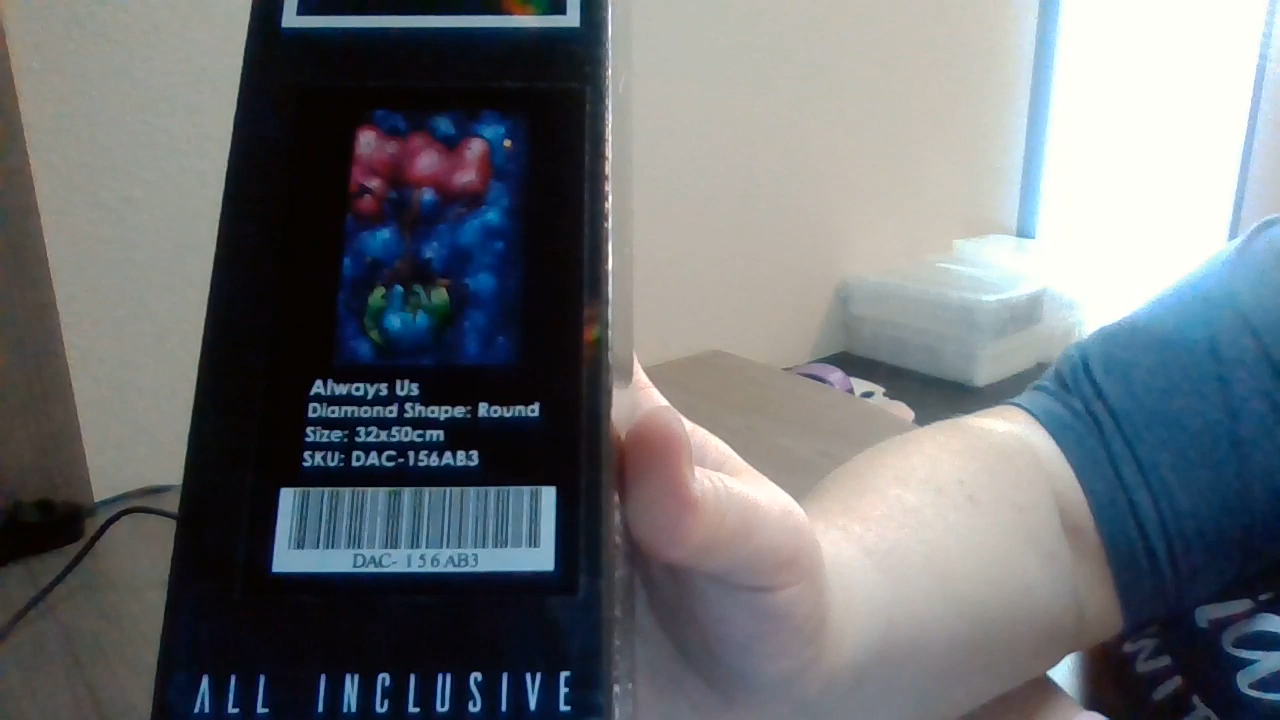 Always Us
Diamond Shape: Round
Size: 32x50cm
SKU: DAC-156AB3
DAC-156AB3
ALL INCLUSIVE